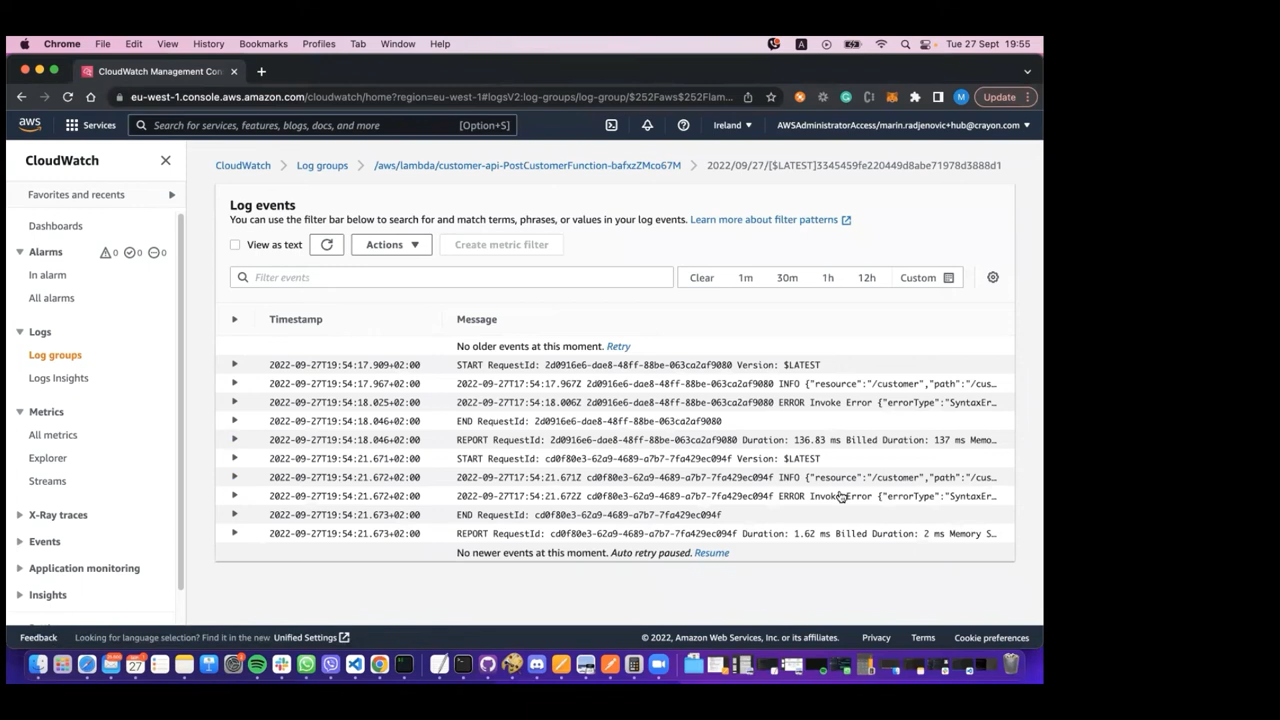 Chrome File Edit View History Bookmarks Profiles Tab Window Help A Tue 27 Sept 19:55
CloudWatch Management Con
eu-west-1.console.aws.amazon.com/cloudwatch/home?region=eu-west-1#logsV2:log-groups/log-group/$252Faws$252Flam... M Update
aws Services Search for services, features, blogs, docs, and more [Option+S] Ireland AWSAdministratorAccess/marin.radjenovic+hub@crayon.com
CloudWatch
Favorites and recents
Dashboards
Alarms 0 0 0
In alarm
All alarms
Logs
Log groups
Logs Insights
Metrics
All metrics
Explorer
Streams
X-Ray traces
Events
Application monitoring
Insights
CloudWatch Log groups /aws/lambda/customer-api-PostCustomerFunction-bafxzZMco67M 2022/09/27/[$LATEST]3345459fe220449d8abe71978d3888d1
Log events
You can use the filter bar below to search for and match terms, phrases, or values in your log events. Learn more about filter patterns
View as text Actions Create metric filter
Filter events Clear 1m 30m 1h 12h Custom
Timestamp Message
No older events at this moment. Retry
2022-09-27T19:54:17.909+02:00 START RequestId: 2d0916e6-dae8-48ff-88be-063ca2af9080 Version: $LATEST
2022-09-27T19:54:17.967+02:00 2022-09-27T17:54:17.967Z 2d0916e6-dae8-48ff-88be-063ca2af9080 INFO {"resource":"/customer","path":"/cus…
2022-09-27T19:54:18.025+02:00 2022-09-27T17:54:18.006Z 2d0916e6-dae8-48ff-88be-063ca2af9080 ERROR Invoke Error {"errorType":"SyntaxEr…
2022-09-27T19:54:18.046+02:00 END RequestId: 2d0916e6-dae8-48ff-88be-063ca2af9080
2022-09-27T19:54:18.046+02:00 REPORT RequestId: 2d0916e6-dae8-48ff-88be-063ca2af9080 Duration: 136.83 ms Billed Duration: 137 ms Memo…
2022-09-27T19:54:21.671+02:00 START RequestId: cd0f80e3-62a9-4689-a7b7-7fa429ec094f Version: $LATEST
2022-09-27T19:54:21.672+02:00 2022-09-27T17:54:21.671Z cd0f80e3-62a9-4689-a7b7-7fa429ec094f INFO {"resource":"/customer","path":"/cus…
2022-09-27T19:54:21.672+02:00 2022-09-27T17:54:21.672Z cd0f80e3-62a9-4689-a7b7-7fa429ec094f ERROR Invoke Error {"errorType":"SyntaxEr…
2022-09-27T19:54:21.673+02:00 END RequestId: cd0f80e3-62a9-4689-a7b7-7fa429ec094f
2022-09-27T19:54:21.673+02:00 REPORT RequestId: cd0f80e3-62a9-4689-a7b7-7fa429ec094f Duration: 1.62 ms Billed Duration: 2 ms Memory S…
No newer events at this moment. Auto retry paused. Resume
Feedback Looking for language selection? Find it in the new Unified Settings © 2022, Amazon Web Services, Inc. or its affiliates. Privacy Terms Cookie preferences